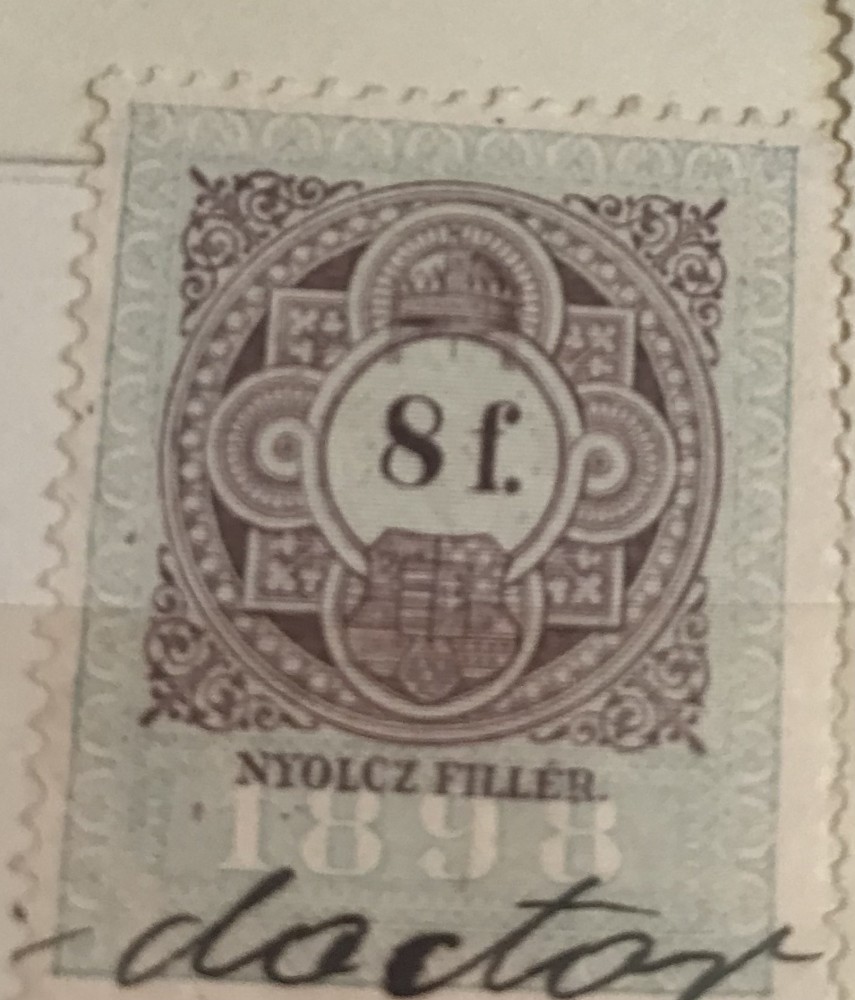 8 f.
NYOLCZ FILLÉR.
1898
doctor